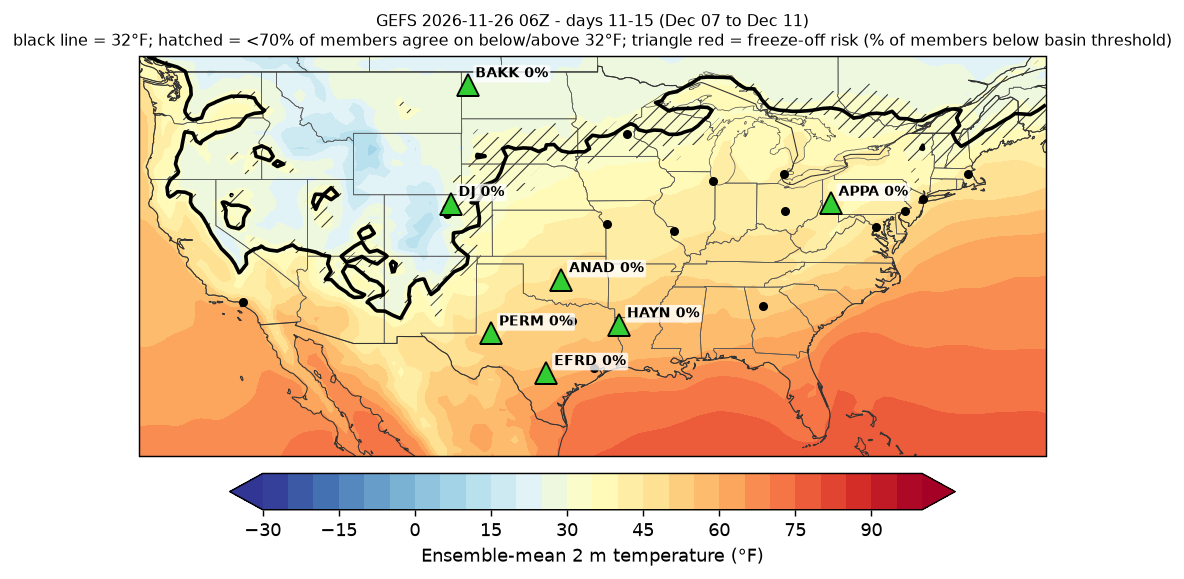 GEFS 2026-11-26 06Z - days 11-15 (Dec 07 to Dec 11)
black line = 32°F; hatched = <70% of members agree on below/above 32°F; triangle red = freeze-off risk (% of members below basin threshold)
BAKK 0%
DJ 0%
APPA 0%
ANAD 0%
HAYN 0%
PERM 0%
EFRD 0%
−30 −15 0 15 30 45 60 75 90
Ensemble-mean 2 m temperature (°F)